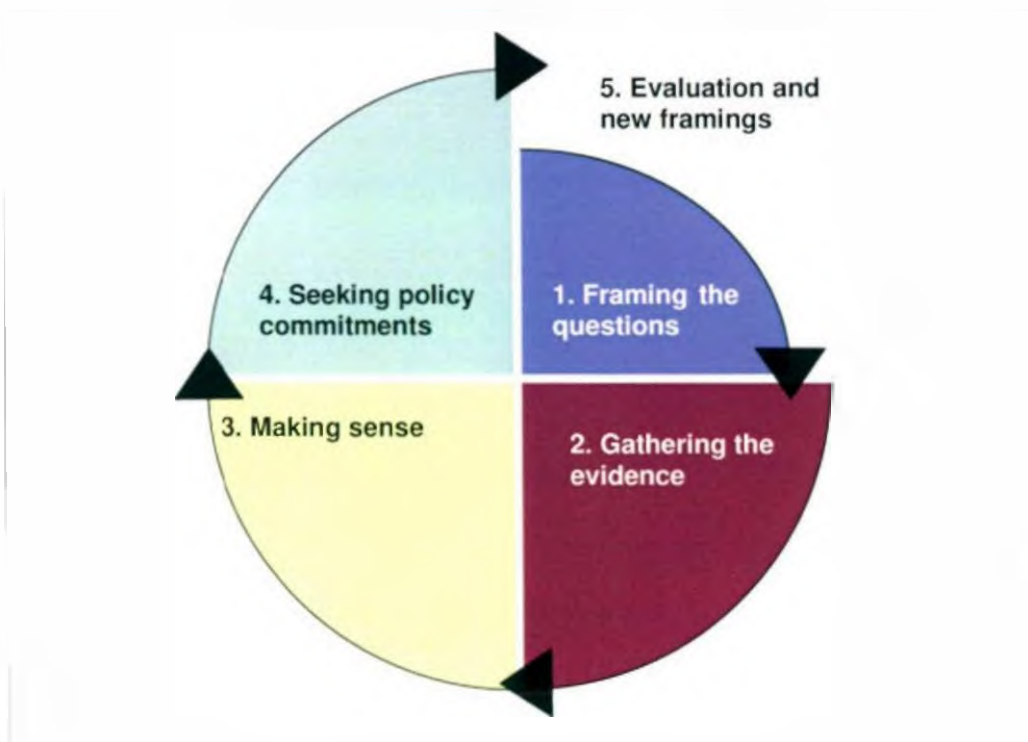 5. Evaluation and
new framings
4. Seeking policy
commitments
1. Framing the
questions
3. Making sense
2. Gathering the
evidence